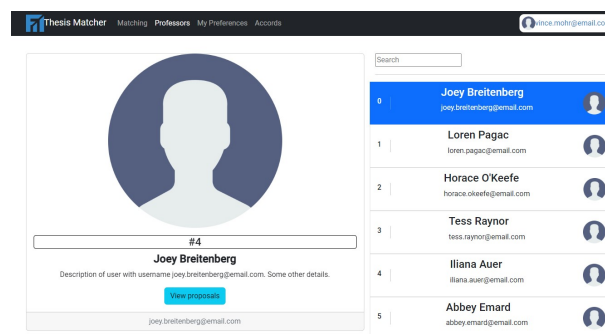 Thesis Matcher Matching Professors My Preferences Accords
vince.mohr@email.co
#4
Joey Breitenberg
Description of user with username joey.breitenberg@email.com. Some other details.
View proposals
joey.breitenberg@email.com
Search
0
Joey Breitenberg
joey.breitenberg@email.com
1
Loren Pagac
loren.pagac@email.com
2
Horace O'Keefe
horace.okeefe@email.com
3
Tess Raynor
tess.raynor@email.com
4
Iliana Auer
iliana.auer@email.com
5
Abbey Emard
abbey.emard@email.com